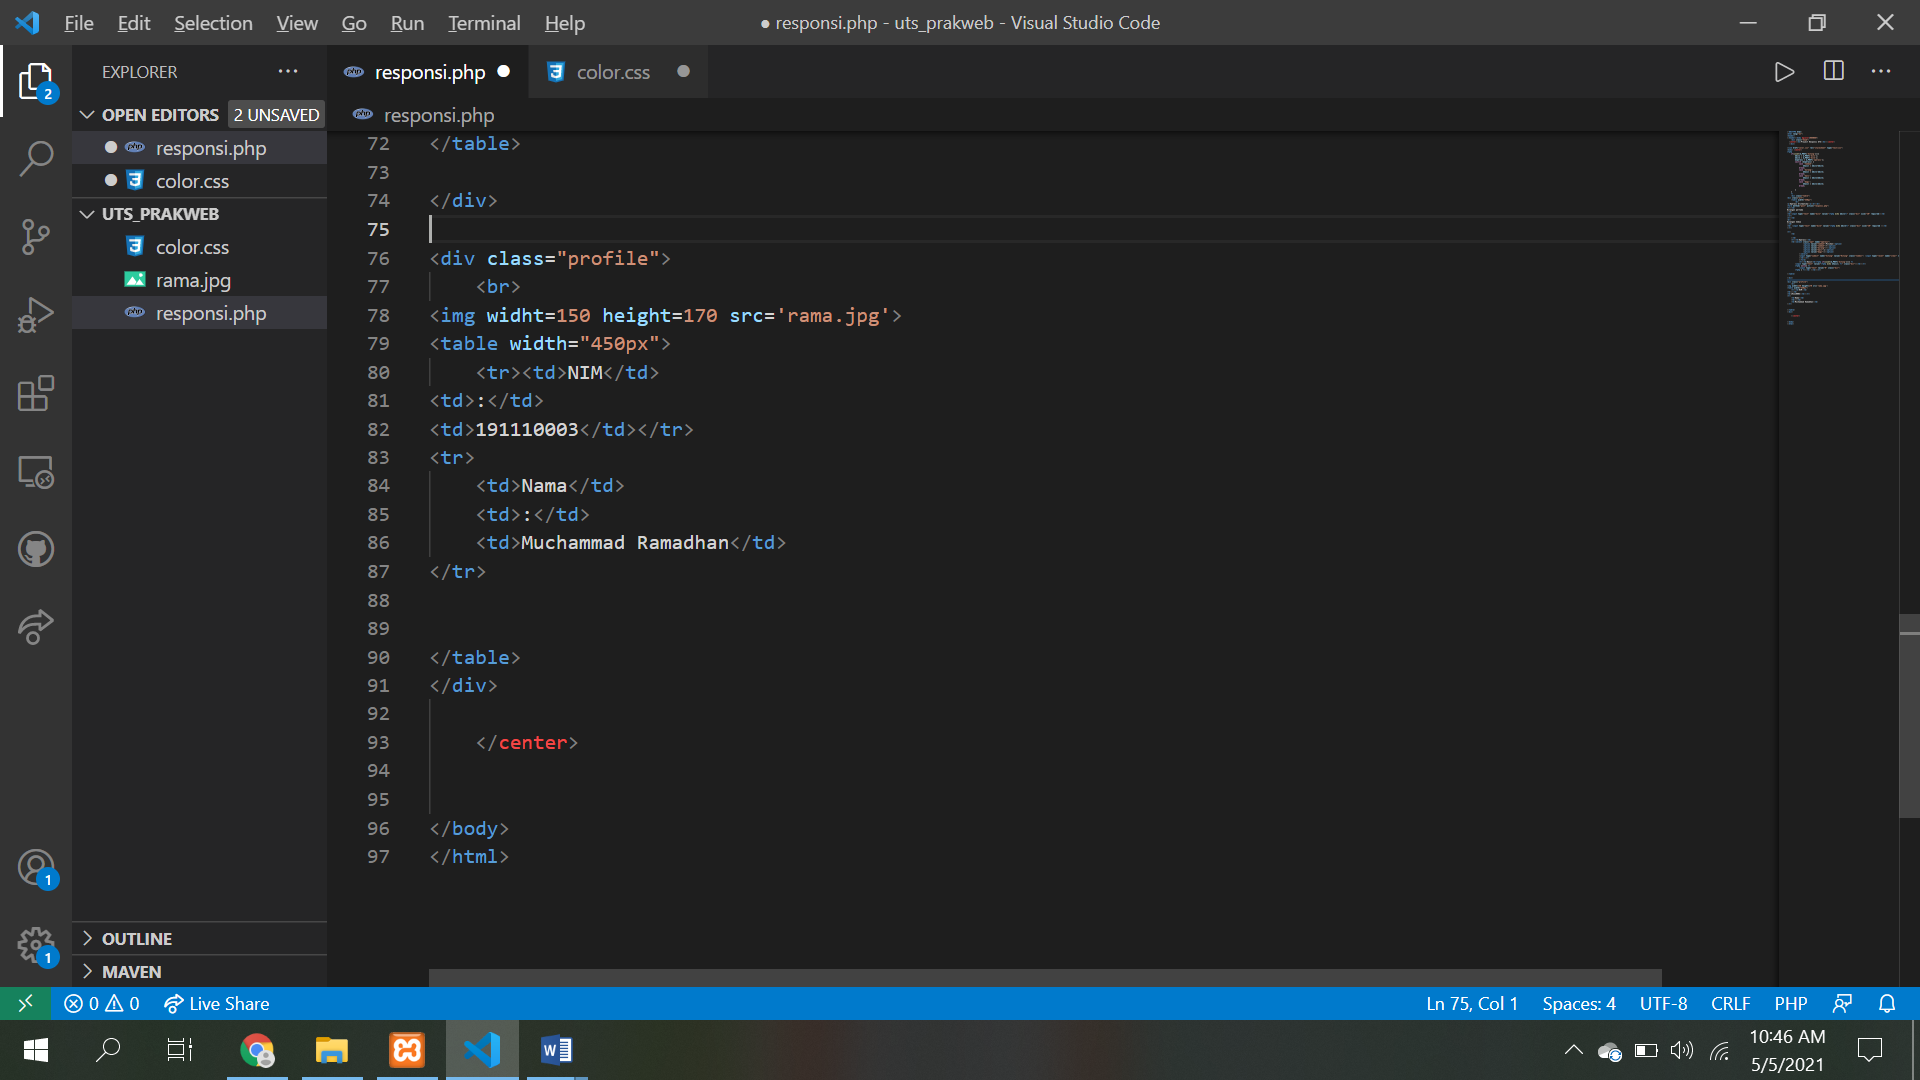 File Edit Selection View Go Run Terminal Help
● responsi.php - uts_prakweb - Visual Studio Code
EXPLORER
responsi.php
color.css
OPEN EDITORS 2 UNSAVED
responsi.php
color.css
UTS_PRAKWEB
color.css
rama.jpg
responsi.php
OUTLINE
MAVEN
2
1
1
responsi.php
72 </table>
73
74 </div>
75
76 <div class="profile">
77 <br>
78 <img widht=150 height=170 src='rama.jpg'>
79 <table width="450px">
80 <tr><td>NIM</td>
81 <td>:</td>
82 <td>191110003</td></tr>
83 <tr>
84 <td>Nama</td>
85 <td>:</td>
86 <td>Muchammad Ramadhan</td>
87 </tr>
88
89
90 </table>
91 </div>
92
93 </center>
94
95
96 </body>
97 </html>
0 0 Live Share
Ln 75, Col 1 Spaces: 4 UTF-8 CRLF PHP
10:46 AM
5/5/2021